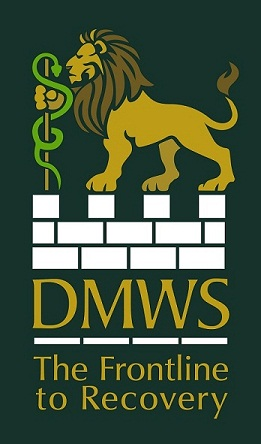 DMWS
The Frontline
to Recovery